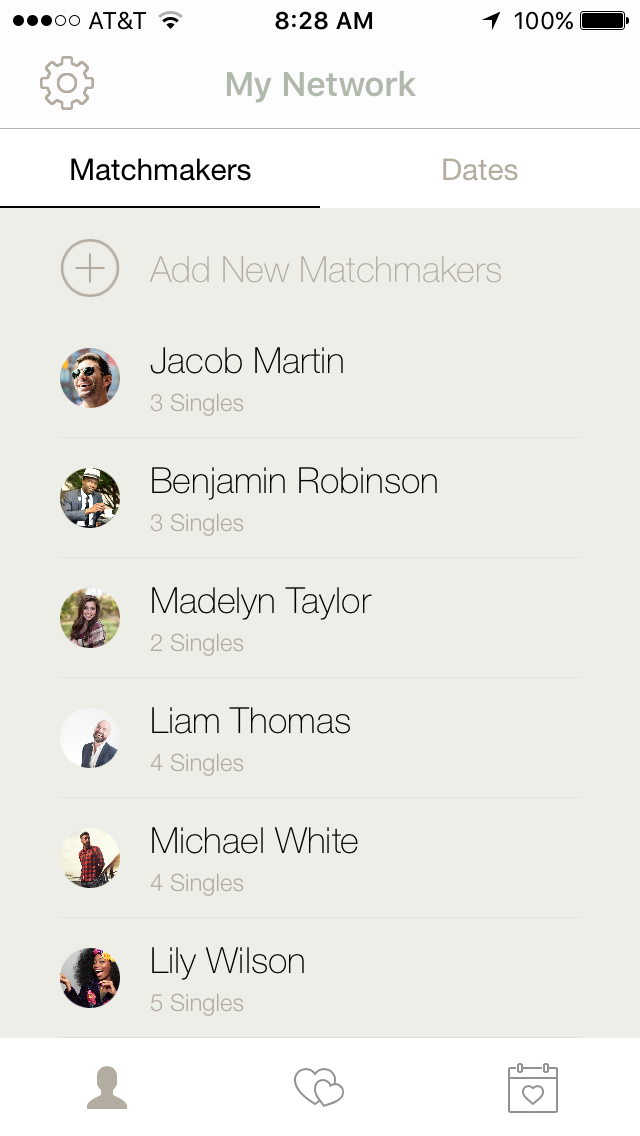 AT&T 8:28 AM 100%
My Network
Matchmakers Dates
Add New Matchmakers
Jacob Martin
3 Singles
Benjamin Robinson
3 Singles
Madelyn Taylor
2 Singles
Liam Thomas
4 Singles
Michael White
4 Singles
Lily Wilson
5 Singles